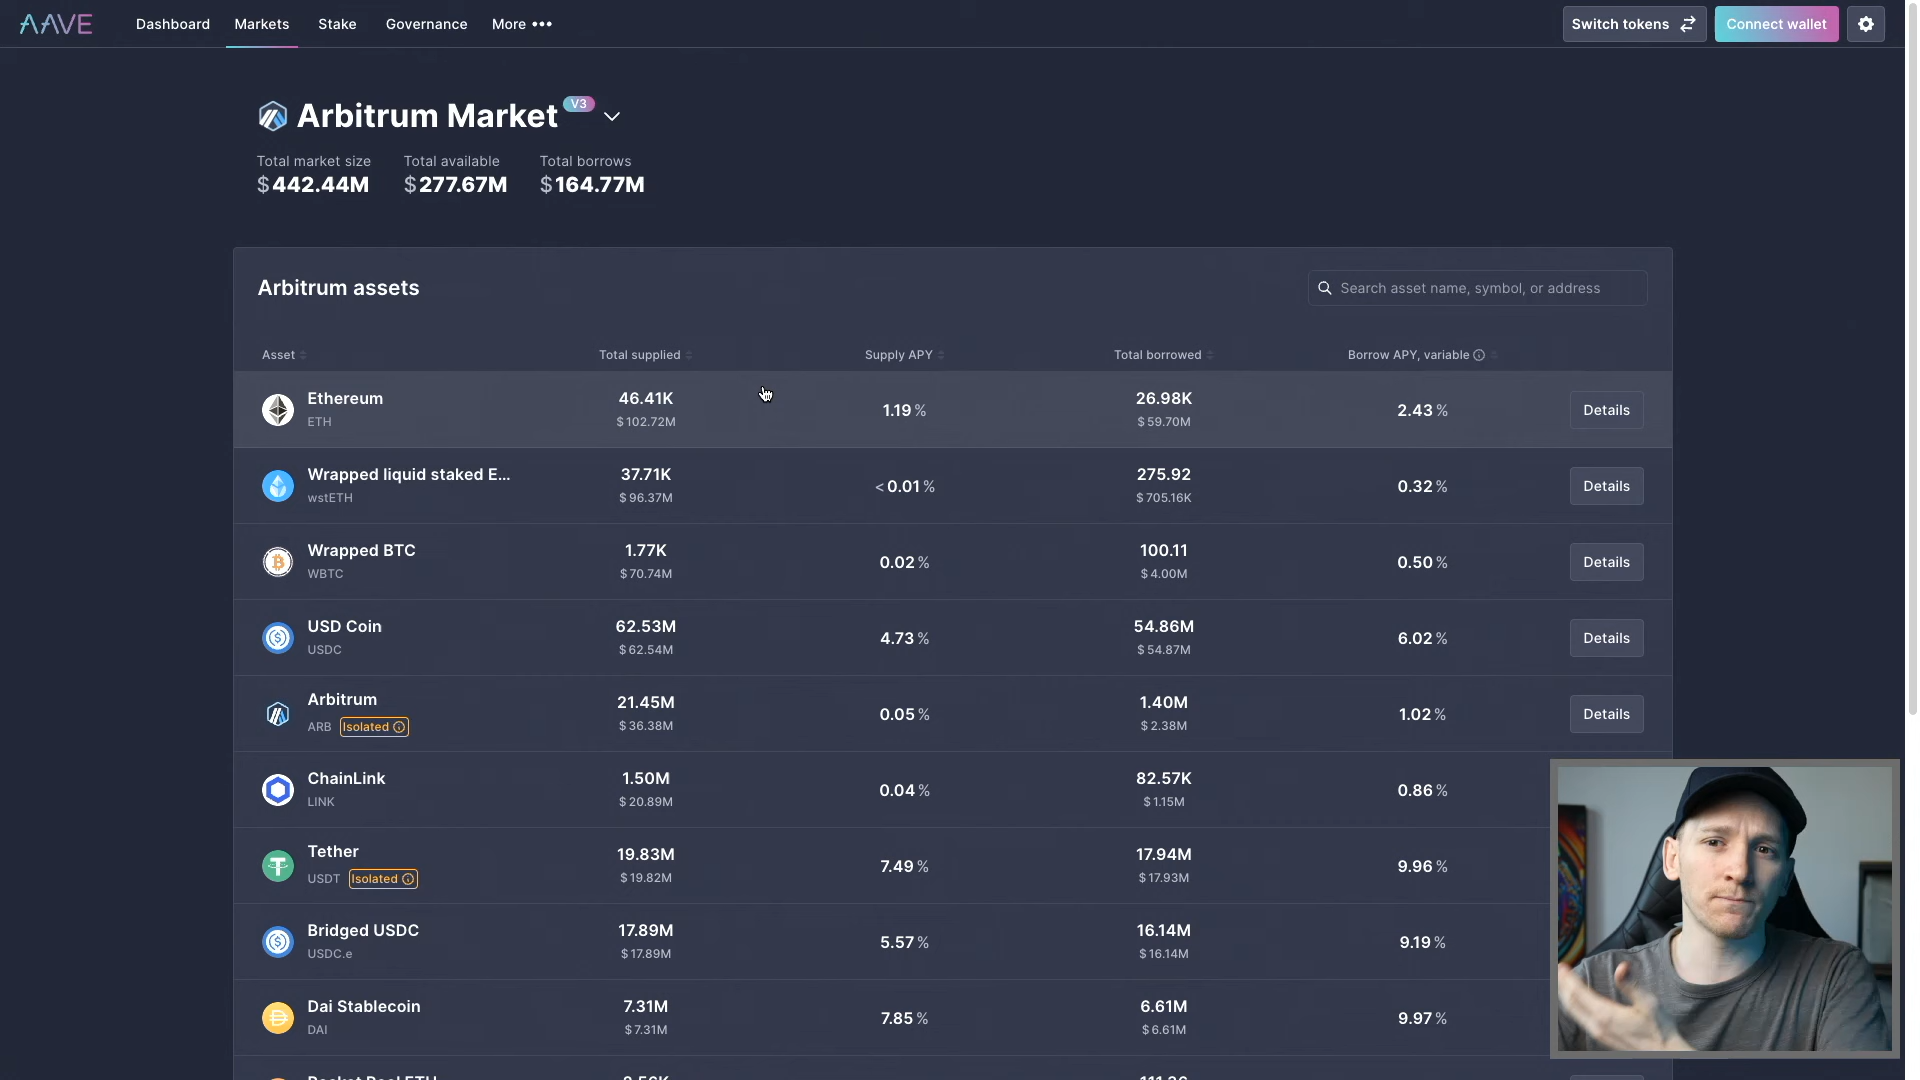 AAVE Dashboard Markets Stake Governance More ••• Switch tokens Connect wallet
Arbitrum Market V3
Total market size Total available Total borrows
$442.44M $277.67M $164.77M
Arbitrum assets Search asset name, symbol, or address
Asset Total supplied Supply APY Total borrowed Borrow APY, variable
Ethereum 46.41K 1.19% 26.98K 2.43% Details
ETH $102.72M $59.70M
Wrapped liquid staked E... 37.71K <0.01% 275.92 0.32% Details
wstETH $96.37M $705.16K
Wrapped BTC 1.77K 0.02% 100.11 0.50% Details
WBTC $70.74M $4.00M
USD Coin 62.53M 4.73% 54.86M 6.02% Details
USDC $62.54M $54.87M
Arbitrum 21.45M 0.05% 1.40M 1.02% Details
ARB Isolated $36.38M $2.38M
ChainLink 1.50M 0.04% 82.57K 0.86%
LINK $20.89M $1.15M
Tether 19.83M 7.49% 17.94M 9.96%
USDT Isolated $19.82M $17.93M
Bridged USDC 17.89M 5.57% 16.14M 9.19%
USDC.e $17.89M $16.14M
Dai Stablecoin 7.31M 7.85% 6.61M 9.97%
DAI $7.31M $6.61M